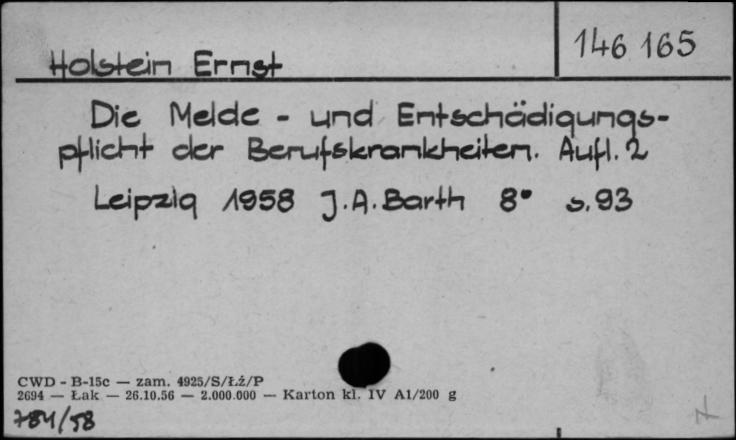 Holstein Ernst
146 165
Die Melde - und Entschädigungs-
pflicht der Berufskrankheiten. Aufl. 2
Leipzig 1958 J.A. Barth 8° s. 93
CWD - B-15c — zam. 4925/S/Łż/P
2694 — Łak — 26.10.56 — 2.000.000 — Karton kl. IV A1/200 g
784/58